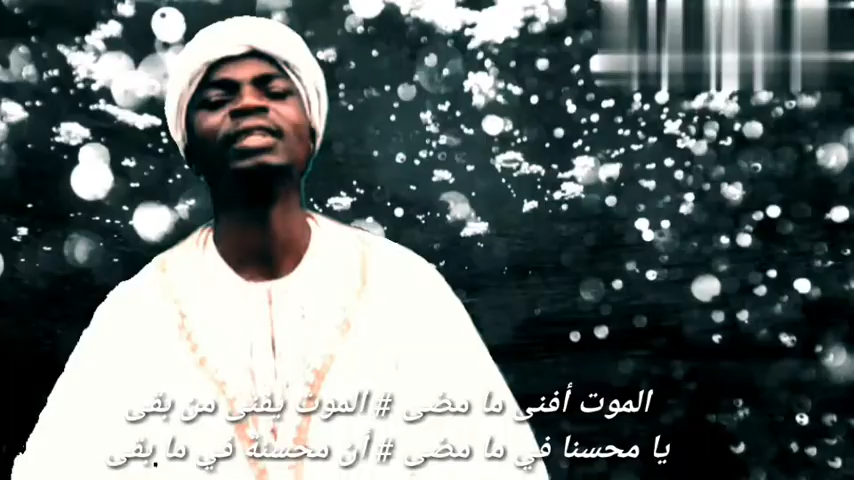 الموت أفنى ما مضى # الموت يفنى من بقى
يا محسنا في ما مضى # أن محسنة في ما بقى